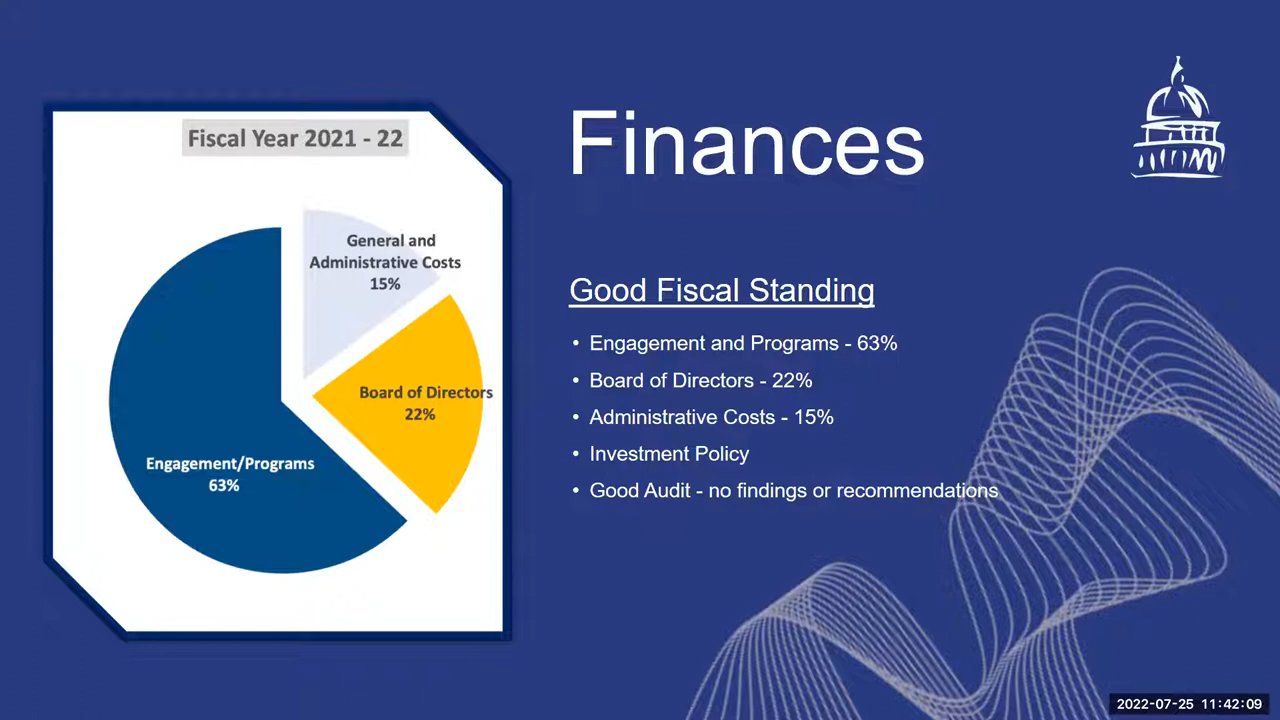 Fiscal Year 2021 - 22
General and
Administrative Costs
15%
Board of Directors
22%
Engagement/Programs
63%
Finances
Good Fiscal Standing
• Engagement and Programs - 63%
• Board of Directors - 22%
• Administrative Costs - 15%
• Investment Policy
• Good Audit - no findings or recommendations
2022-07-25 11:42:09